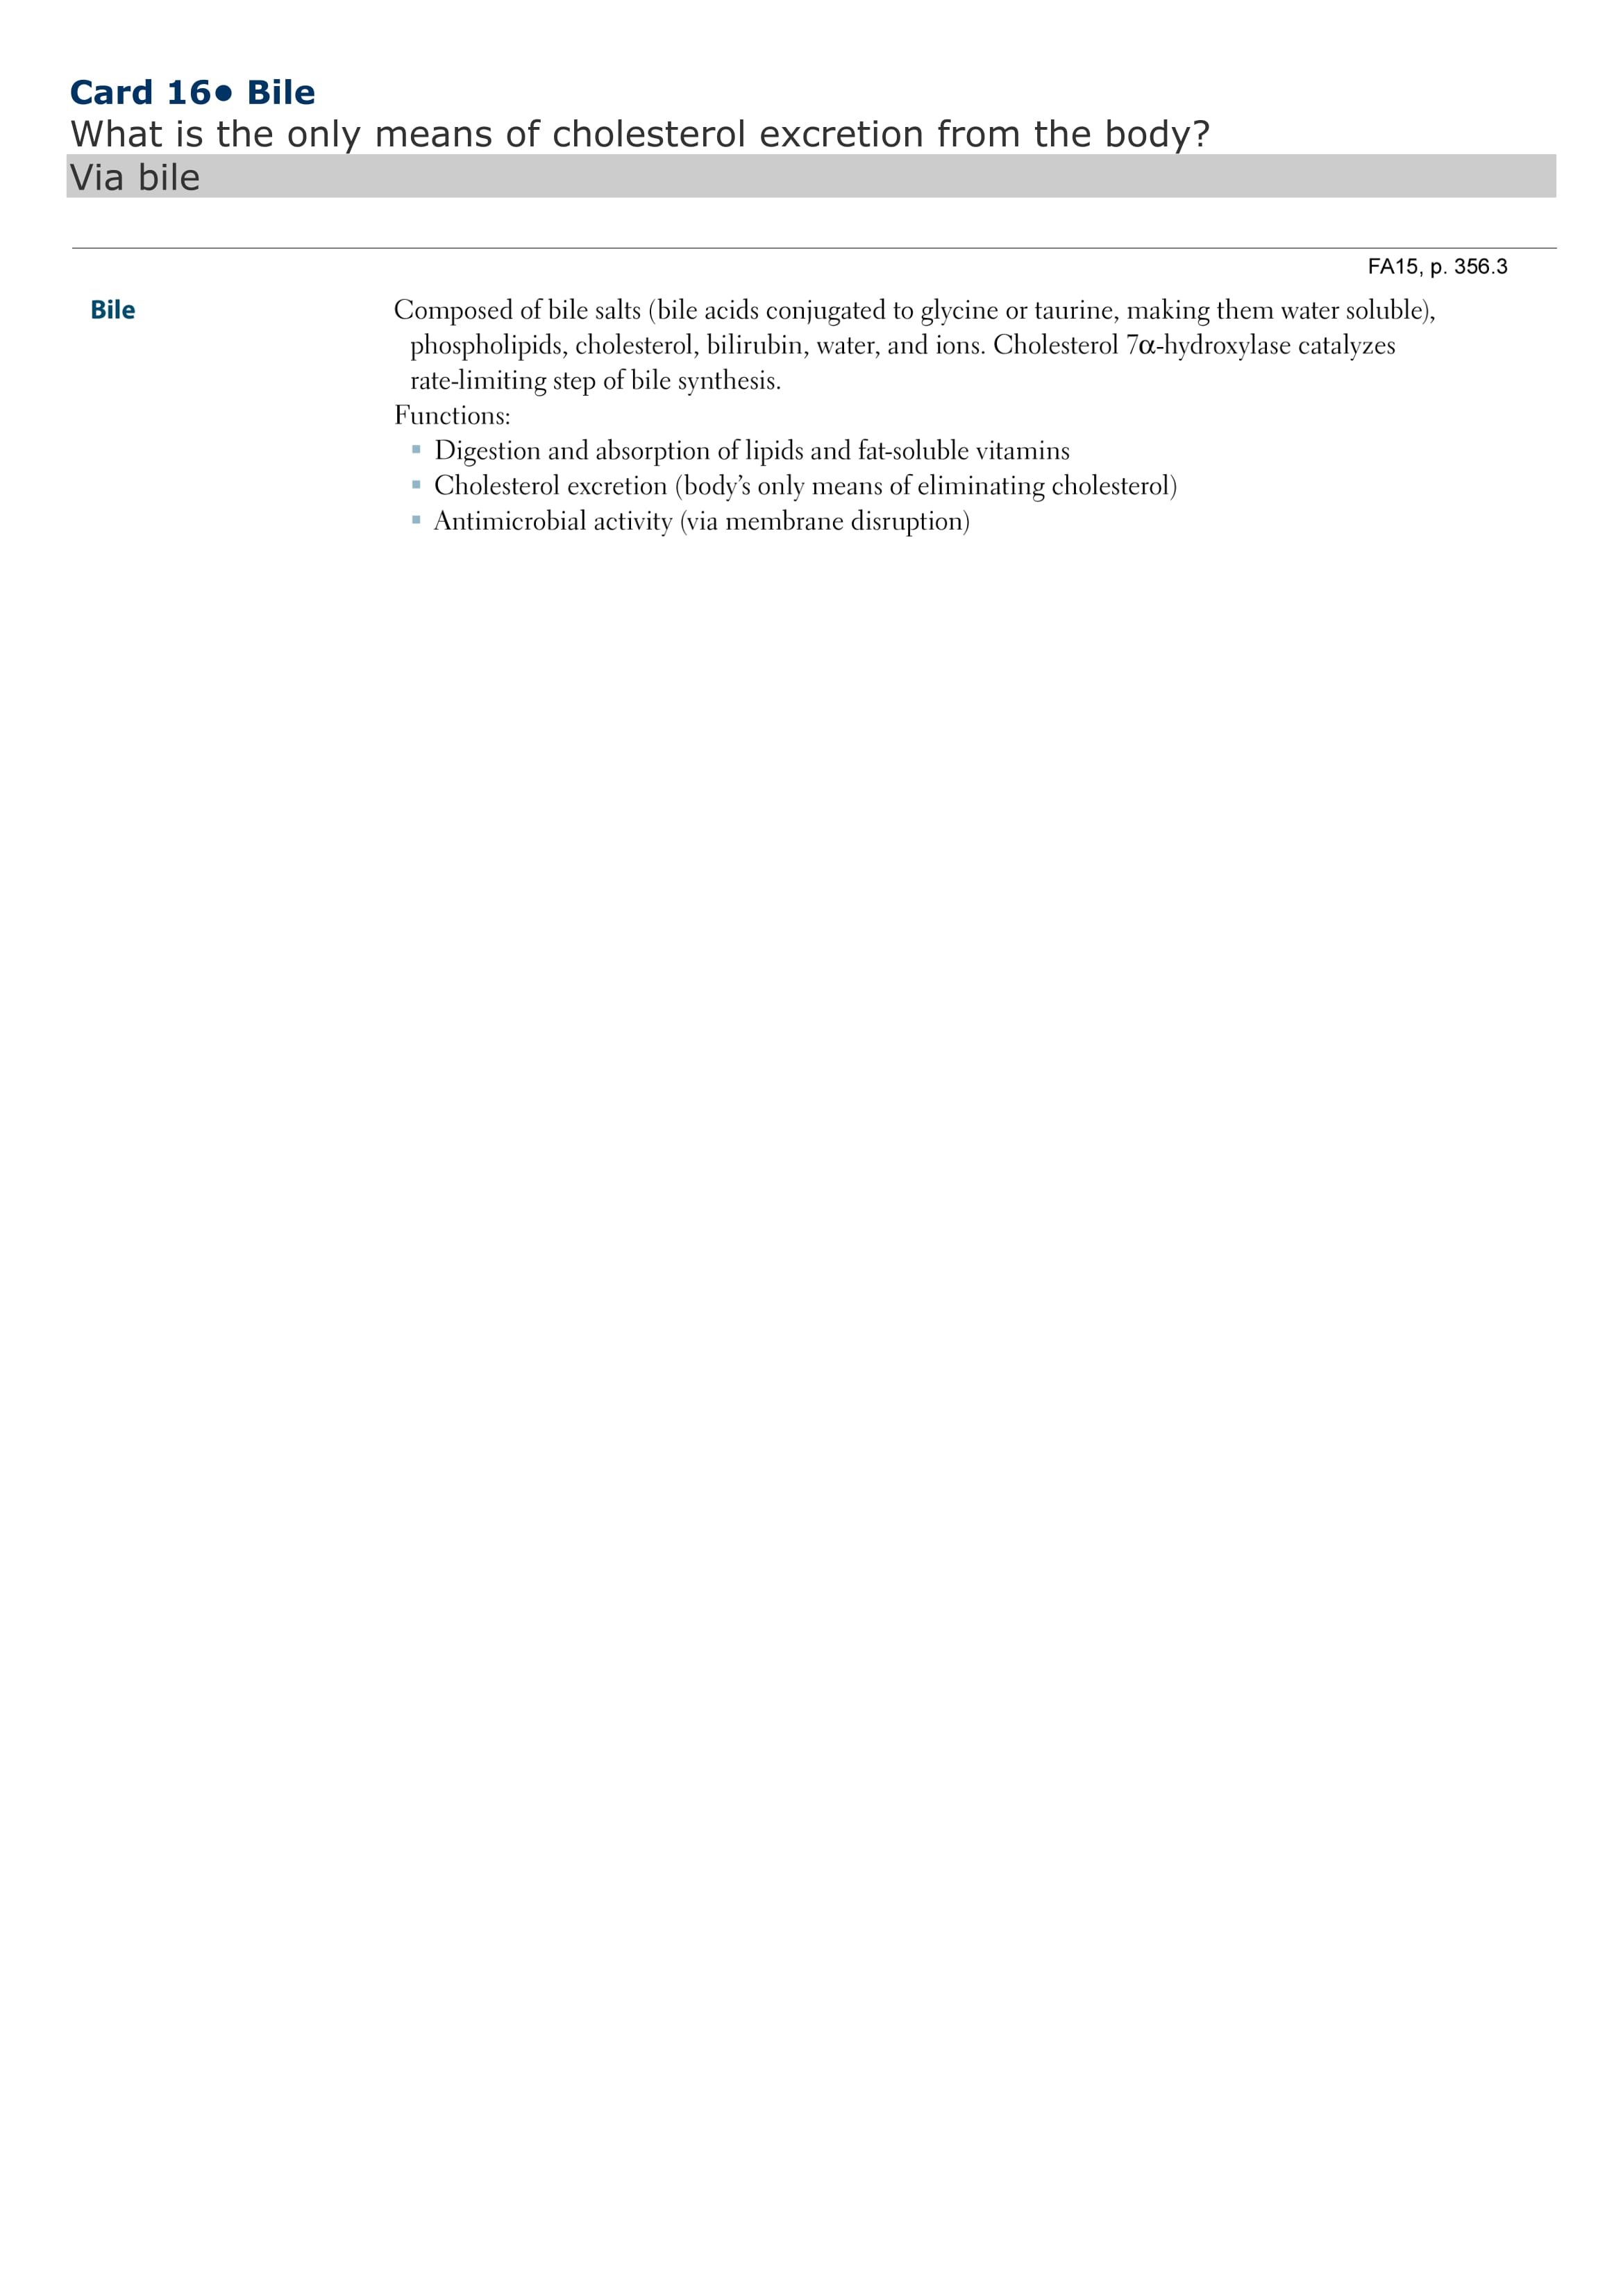 Card 16● Bile
What is the only means of cholesterol excretion from the body?
Via bile
FA15, p. 356.3
Bile
Composed of bile salts (bile acids conjugated to glycine or taurine, making them water soluble),
phospholipids, cholesterol, bilirubin, water, and ions. Cholesterol 7α-hydroxylase catalyzes
rate-limiting step of bile synthesis.
Functions:
▪ Digestion and absorption of lipids and fat-soluble vitamins
▪ Cholesterol excretion (body’s only means of eliminating cholesterol)
▪ Antimicrobial activity (via membrane disruption)